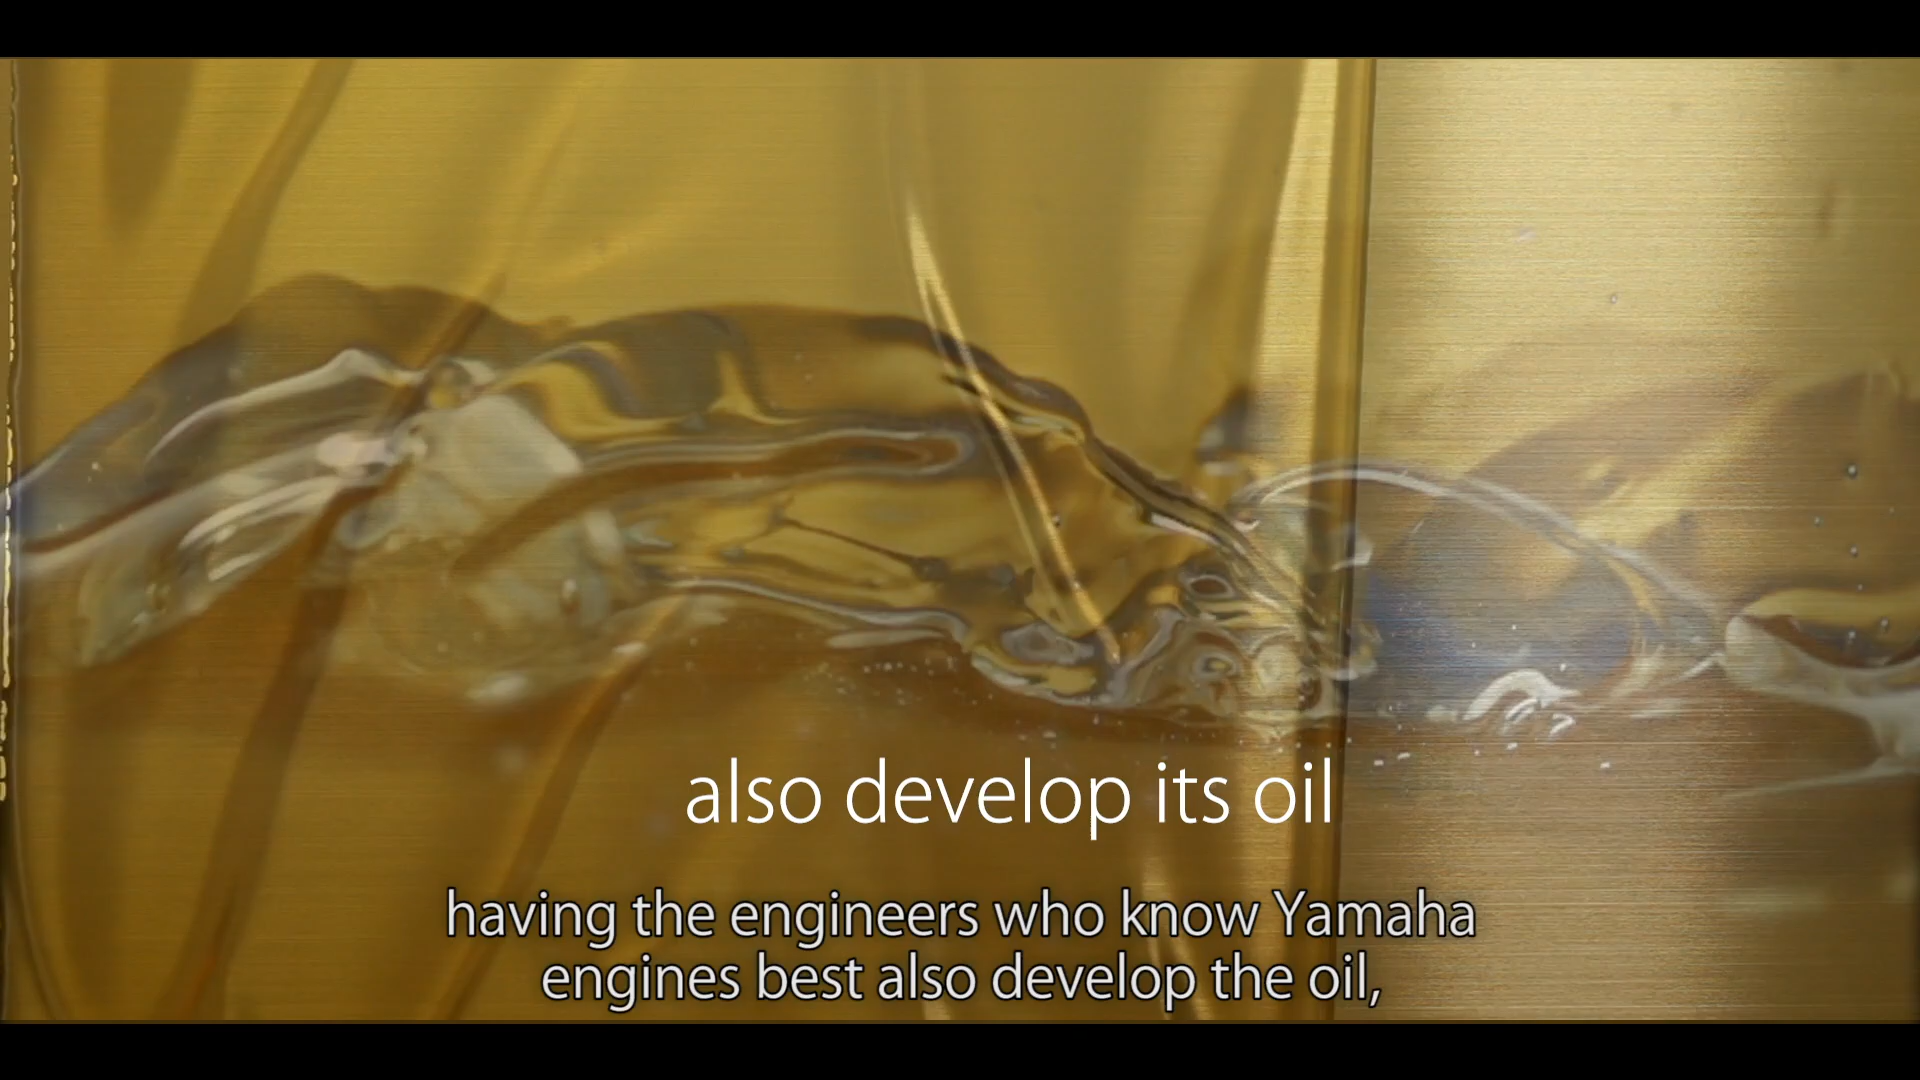 also develop its oil
having the engineers who know Yamaha
engines best also develop the oil,